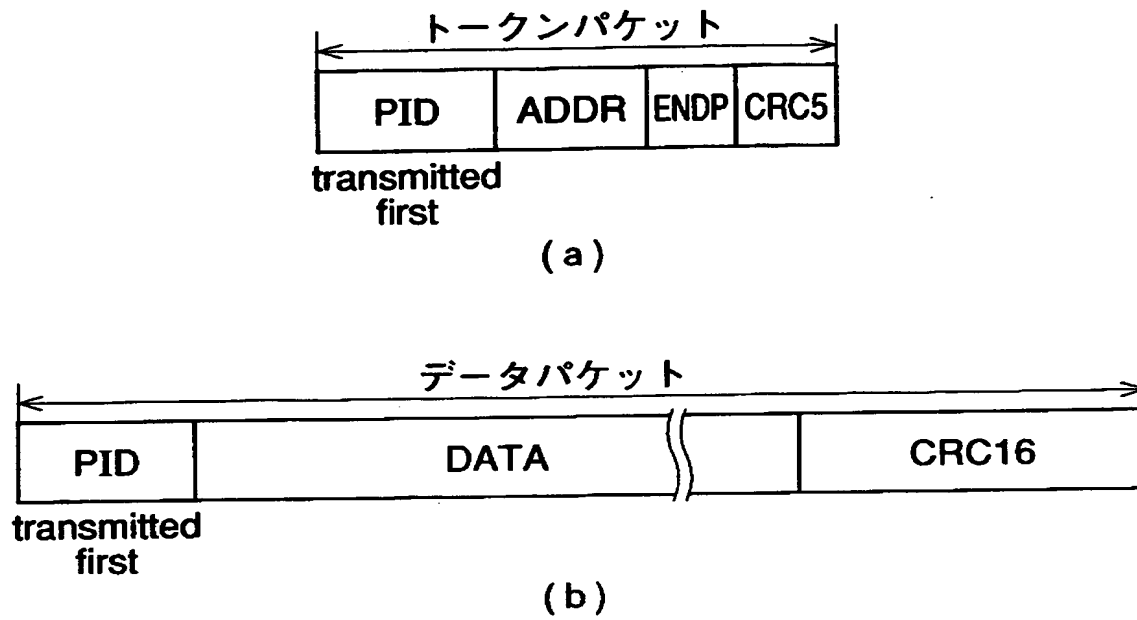 トークンパケット
PID ADDR ENDP CRC5
transmitted
first
(a)
データパケット
PID DATA CRC16
transmitted
first
(b)